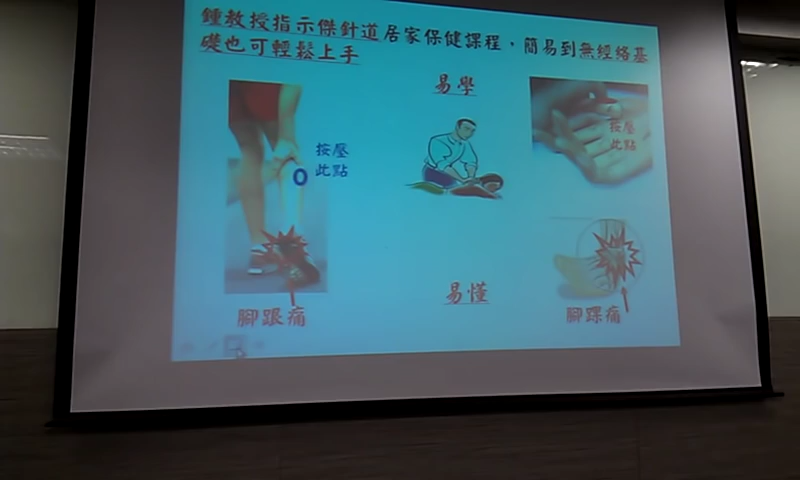 鍾教授指示傑針道居家保健課程，簡易到無經絡基
礎也可輕鬆上手
易學
按壓
此點
按壓
此點
易懂
腳跟痛
腳踝痛